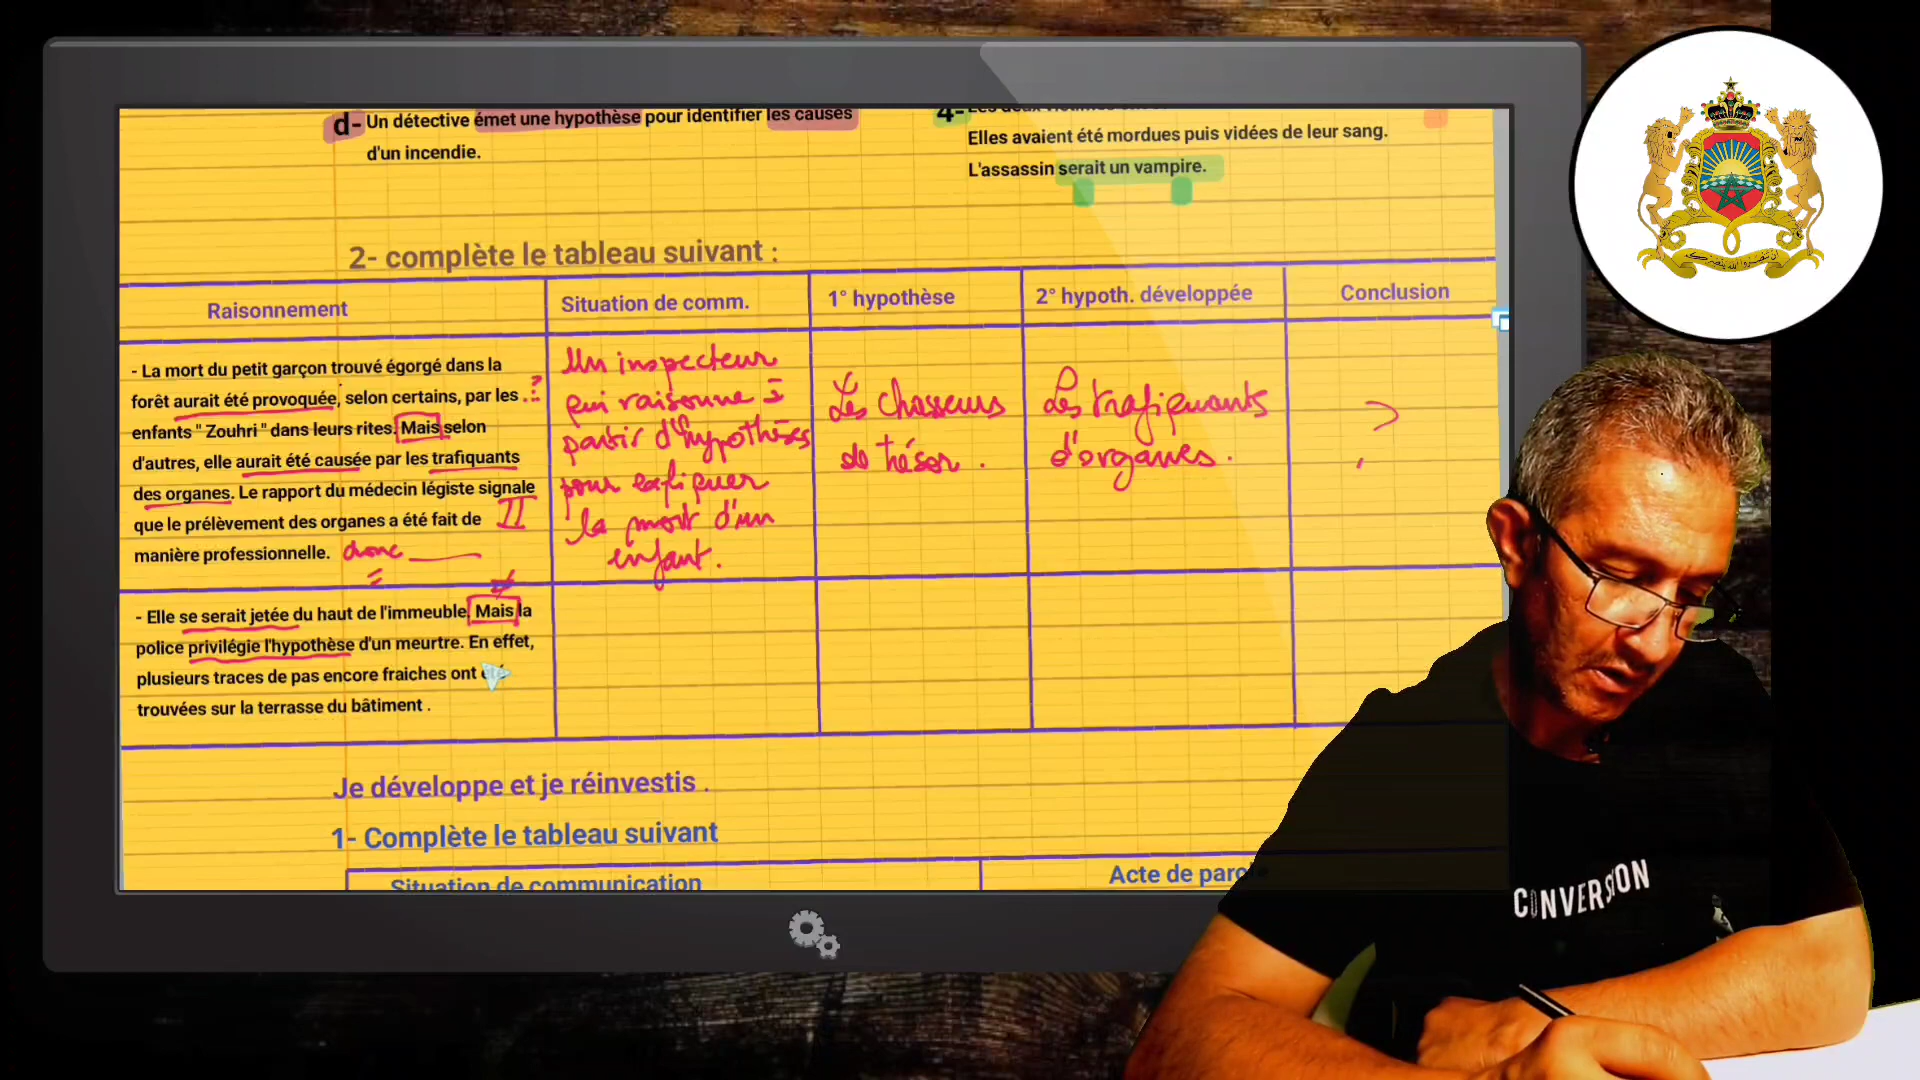 d- Un détective émet une hypothèse pour identifier les causes
d'un incendie.
4-
Elles avaient été mordues puis vidées de leur sang.
L'assassin serait un vampire.
2- complète le tableau suivant :
Raisonnement
Situation de comm.
1° hypothèse
2° hypoth. développée
Conclusion
- La mort du petit garçon trouvé égorgé dans la
forêt aurait été provoquée, selon certains, par les . ?
enfants " Zouhri " dans leurs rites. Mais selon
d'autres, elle aurait été causée par les trafiquants
des organes. Le rapport du médecin légiste signale
que le prélèvement des organes a été fait de II
manière professionnelle. donc
Un inspecteur
qui raisonne à
partir d'hypothèses
pour expliquer
la mort d'un
enfant.
Les chasseurs
de trésor .
Les trafiquants
d'organes .
?
- Elle se serait jetée du haut de l'immeuble. Mais la
police privilégie l'hypothèse d'un meurtre. En effet,
plusieurs traces de pas encore fraiches ont été
trouvées sur la terrasse du bâtiment .
Je développe et je réinvestis .
1- Complète le tableau suivant
Situation de communication
Acte de parole
CONVERSION